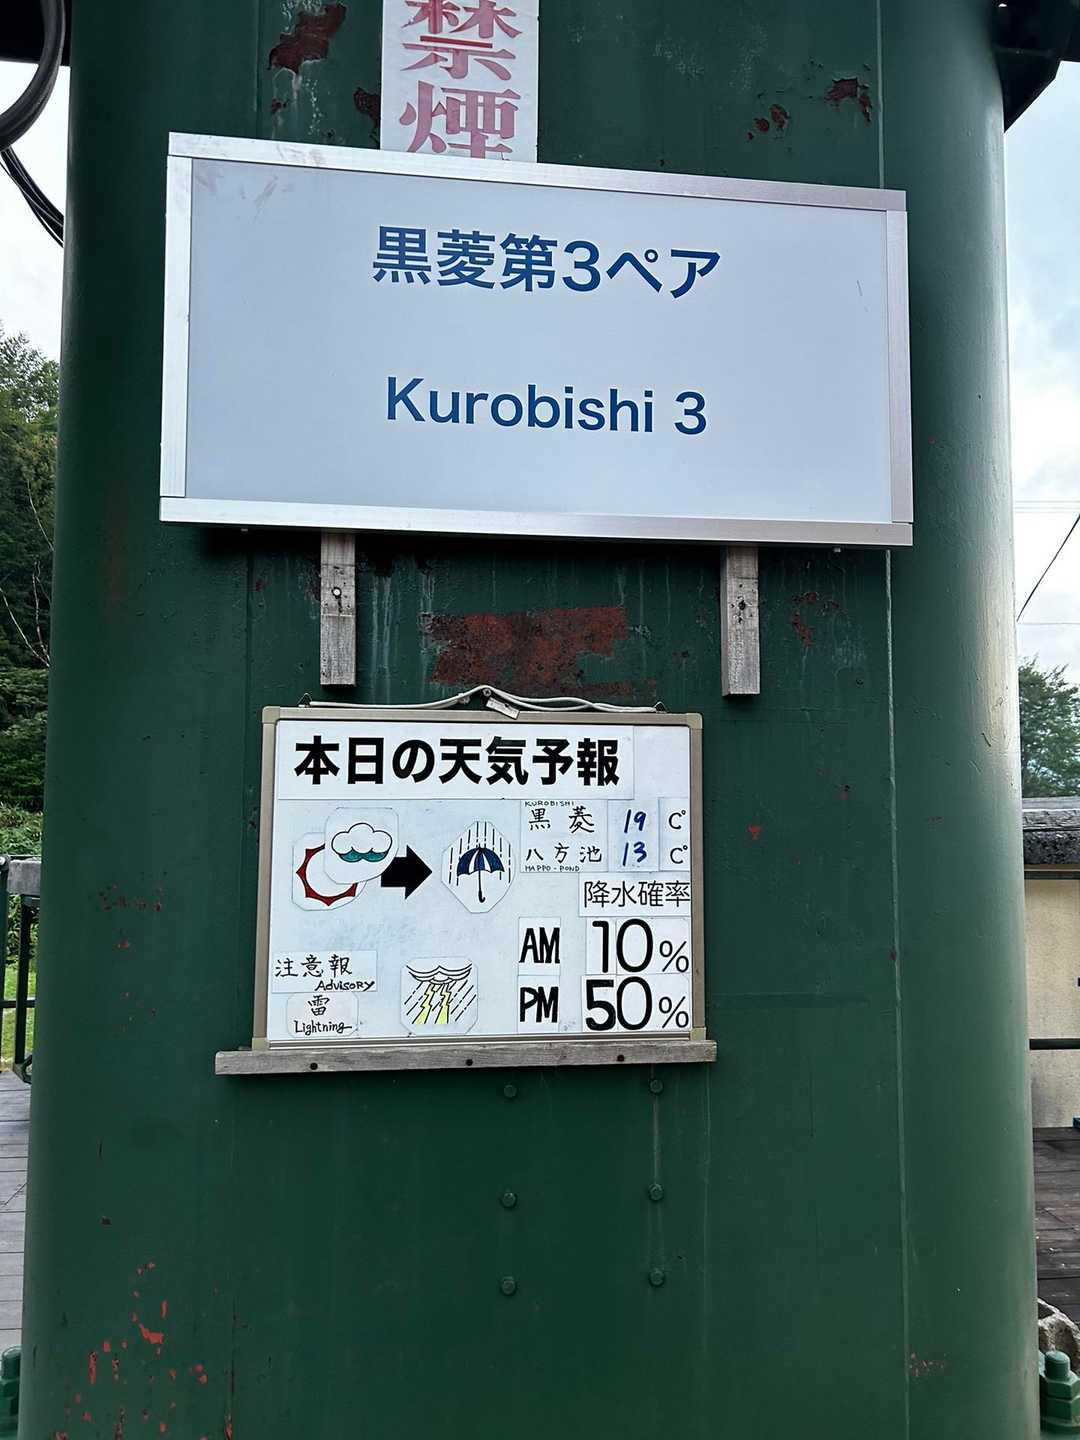 禁煙
黒菱第3ペア
Kurobishi 3
本日の天気予報
KUROBISHI
黒菱 19 C°
八方池 13 C°
HAPPO-POND
降水確率
AM 10%
PM 50%
注意報
Advisory
雷
Lightning